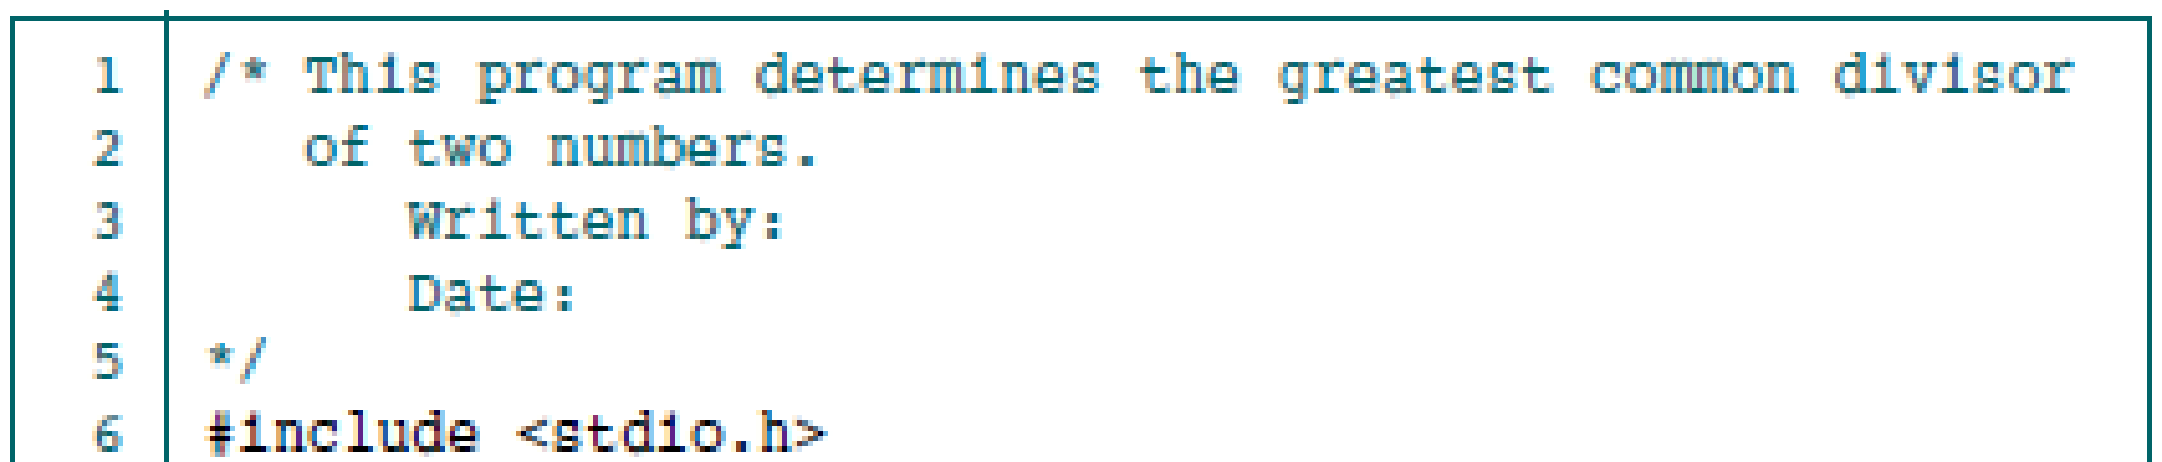 1 /* This program determines the greatest common divisor
2 of two numbers.
3 Written by:
4 Date:
5 */
6 #include <stdio.h>